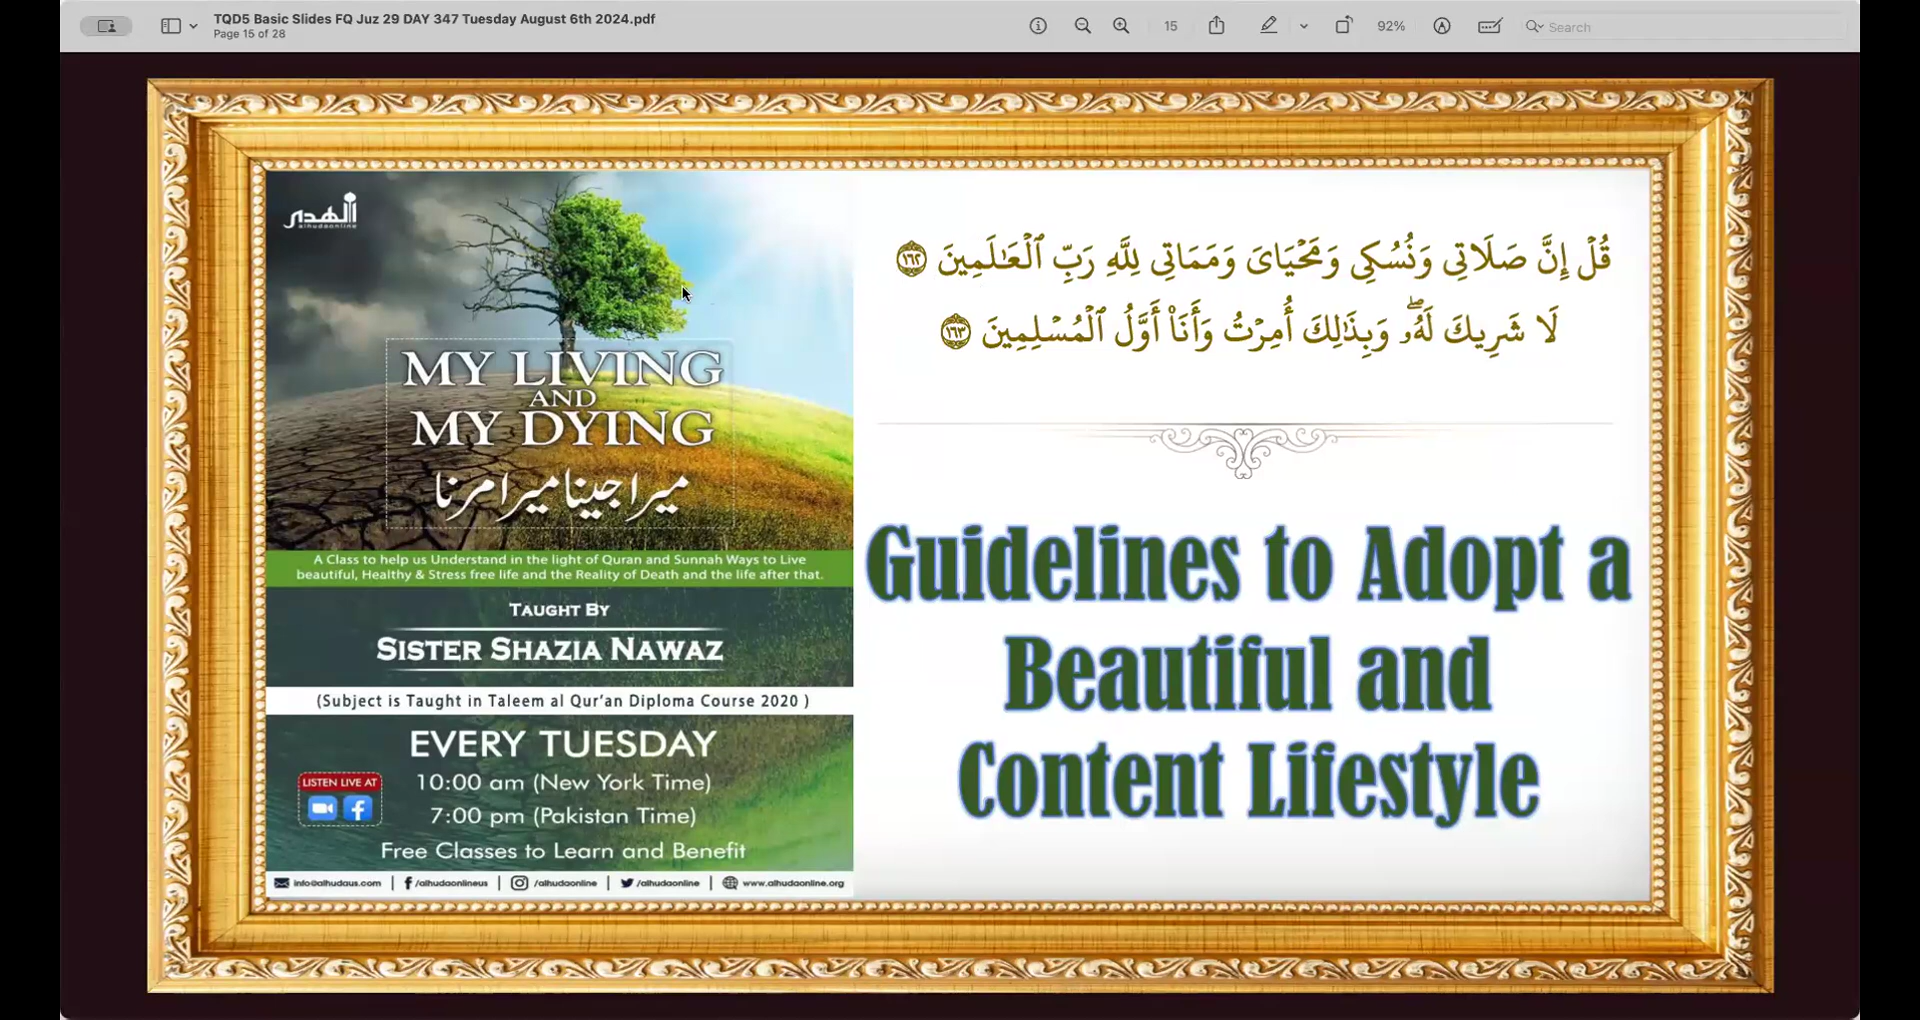 TQD5 Basic Slides FQ Juz 29 DAY 347 Tuesday August 6th 2024.pdf
Page 15 of 28
15
92%
Search
الهدى
alhudaonline
MY LIVING
AND
MY DYING
میرا جینا میرا مرنا
A Class to help us Understand in the light of Quran and Sunnah Ways to Live
beautiful, Healthy & Stress free life and the Reality of Death and the life after that.
TAUGHT BY
SISTER SHAZIA NAWAZ
(Subject is Taught in Taleem al Qur'an Diploma Course 2020 )
EVERY TUESDAY
LISTEN LIVE AT
10:00 am (New York Time)
7:00 pm (Pakistan Time)
Free Classes to Learn and Benefit
info@alhudaus.com | /alhudaonlineus | /alhudaonline | /alhudaonline | www.alhudaonline.org
قُلۡ إِنَّ صَلَاتِي وَنُسُكِي وَمَحۡيَايَ وَمَمَاتِي لِلَّهِ رَبِّ ٱلۡعَـٰلَمِينَ ١٦٢
لَا شَرِيكَ لَهُۥۖ وَبِذَٰلِكَ أُمِرۡتُ وَأَنَا۠ أَوَّلُ ٱلۡمُسۡلِمِينَ ١٦٣
Guidelines to Adopt a
Beautiful and
Content Lifestyle